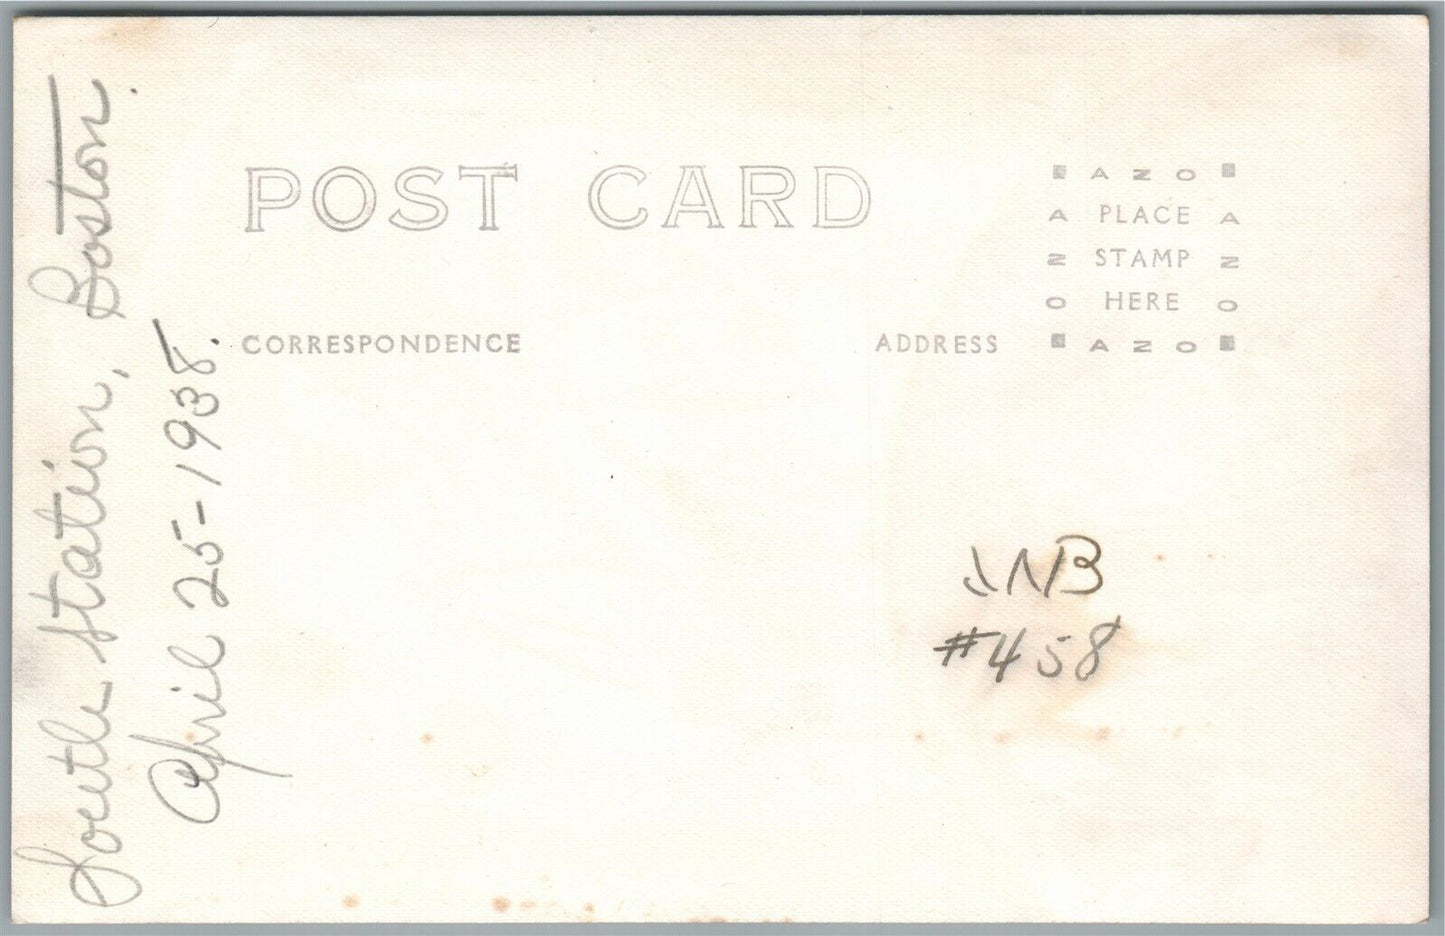 South Station, Boston.
April 25-1938.
POST CARD
CORRESPONDENCE
ADDRESS
AZO
A PLACE A
Z STAMP Z
O HERE O
AZO
JNB
#458